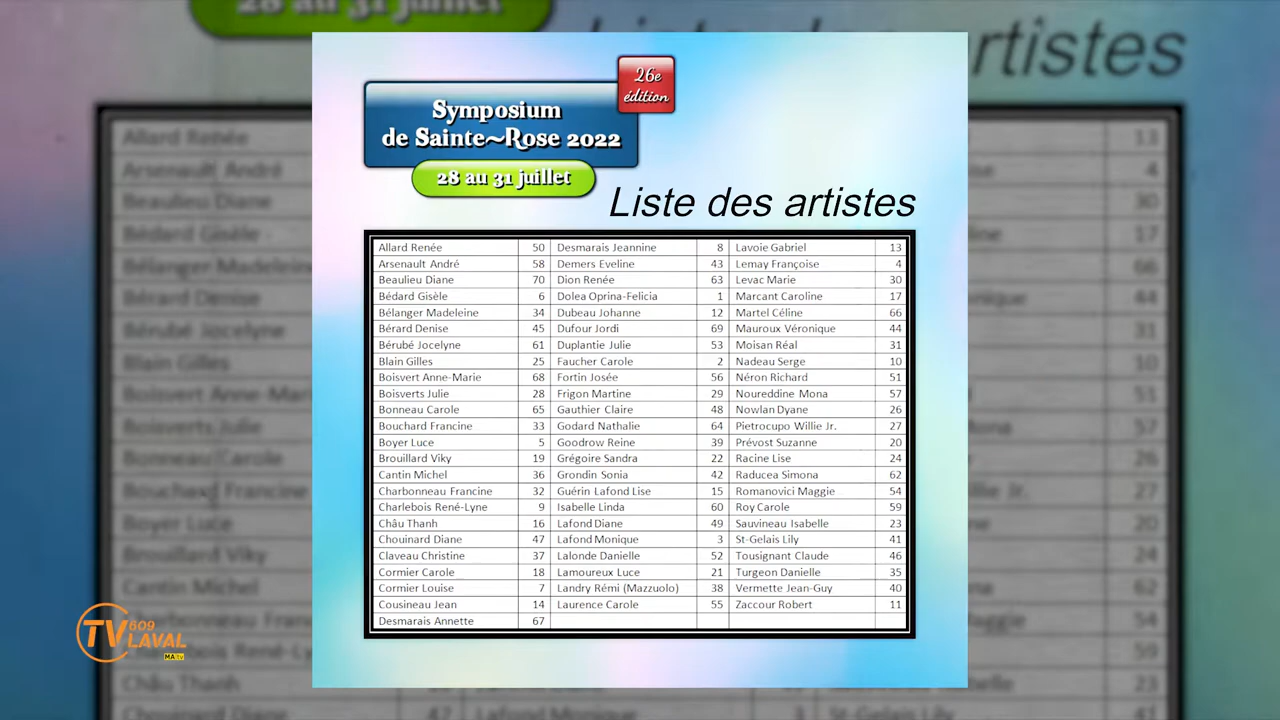 28 au 31 juillet
Liste des artistes
26e
édition
Symposium
de Sainte~Rose 2022
28 au 31 juillet
Liste des artistes
Allard Renée 50 Desmarais Jeannine 8 Lavoie Gabriel 13
Arsenault André 58 Demers Eveline 43 Lemay Françoise 4
Beaulieu Diane 70 Dion Renée 63 Levac Marie 30
Bédard Gisèle 6 Dolea Oprina-Felicia 1 Marcant Caroline 17
Bélanger Madeleine 34 Dubeau Johanne 12 Martel Céline 66
Bérard Denise 45 Dufour Jordi 69 Mauroux Véronique 44
Bérubé Jocelyne 61 Duplantie Julie 53 Moisan Réal 31
Blain Gilles 25 Faucher Carole 2 Nadeau Serge 10
Boisvert Anne-Marie 68 Fortin Josée 56 Néron Richard 51
Boisverts Julie 28 Frigon Martine 29 Noureddine Mona 57
Bonneau Carole 65 Gauthier Claire 48 Nowlan Dyane 26
Bouchard Francine 33 Godard Nathalie 64 Pietrocupo Willie Jr. 27
Boyer Luce 5 Goodrow Reine 39 Prévost Suzanne 20
Brouillard Viky 19 Grégoire Sandra 22 Racine Lise 24
Cantin Michel 36 Grondin Sonia 42 Raducea Simona 62
Charbonneau Francine 32 Guérin Lafond Lise 15 Romanovici Maggie 54
Charlebois René-Lyne 9 Isabelle Linda 60 Roy Carole 59
Châu Thanh 16 Lafond Diane 49 Sauvineau Isabelle 23
Chouinard Diane 47 Lafond Monique 3 St-Gelais Lily 41
Claveau Christine 37 Lalonde Danielle 52 Tousignant Claude 46
Cormier Carole 18 Lamoureux Luce 21 Turgeon Danielle 35
Cormier Louise 7 Landry Rémi (Mazzuolo) 38 Vermette Jean-Guy 40
Cousineau Jean 14 Laurence Carole 55 Zaccour Robert 11
Desmarais Annette 67
TV 609
LAVAL
MAtv